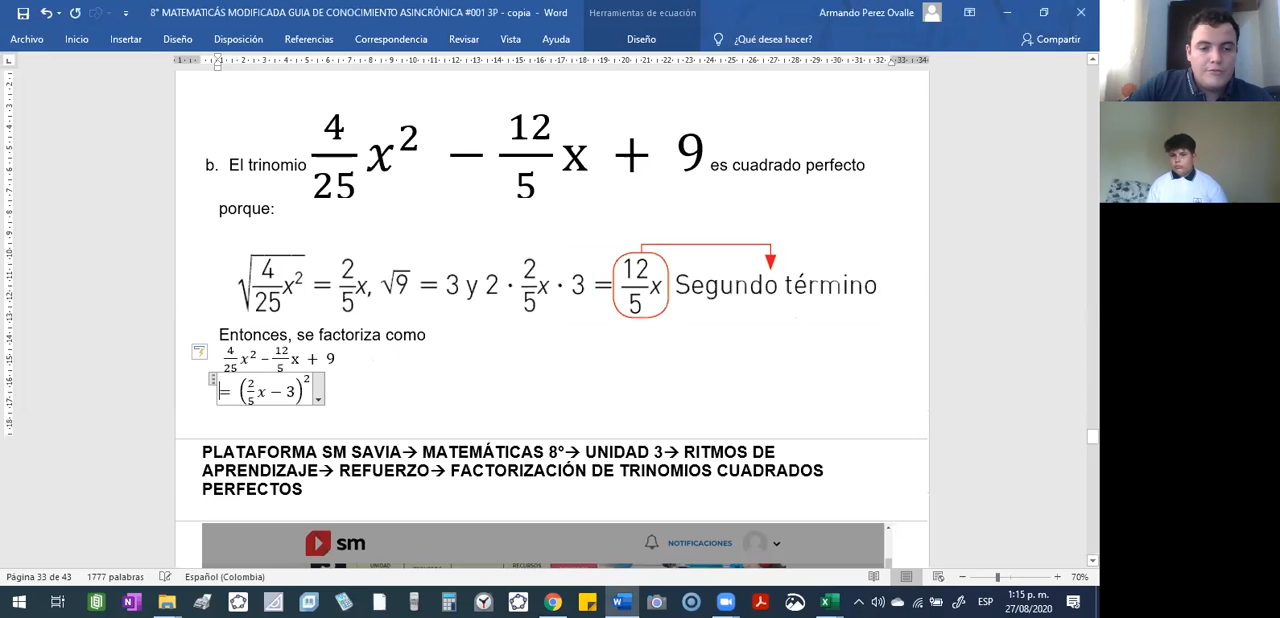 8° MATEMATICÁS MODIFICADA GUIA DE CONOCIMIENTO ASINCRÓNICA #001 3P - copia - Word
Herramientas de ecuación
Armando Perez Ovalle
Archivo Inicio Insertar Diseño Disposición Referencias Correspondencia Revisar Vista Ayuda Diseño ¿Qué desea hacer? Compartir
b. El trinomio 4/25 x² − 12/5 x + 9 es cuadrado perfecto
porque:
√(4/25 x²) = 2/5 x, √9 = 3 y 2 · 2/5 x · 3 = 12/5 x Segundo término
Entonces, se factoriza como
4/25 x² − 12/5 x + 9
= (2/5 x − 3)²
PLATAFORMA SM SAVIA→ MATEMÁTICAS 8°→ UNIDAD 3→ RITMOS DE
APRENDIZAJE→ REFUERZO→ FACTORIZACIÓN DE TRINOMIOS CUADRADOS
PERFECTOS
sm NOTIFICACIONES
Página 33 de 43 1777 palabras Español (Colombia) 70%
ESP
1:15 p. m.
27/08/2020